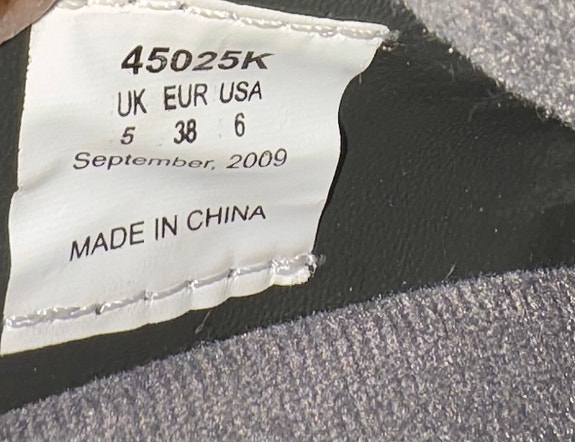 45025K
UK EUR USA
5 38 6
September, 2009
MADE IN CHINA